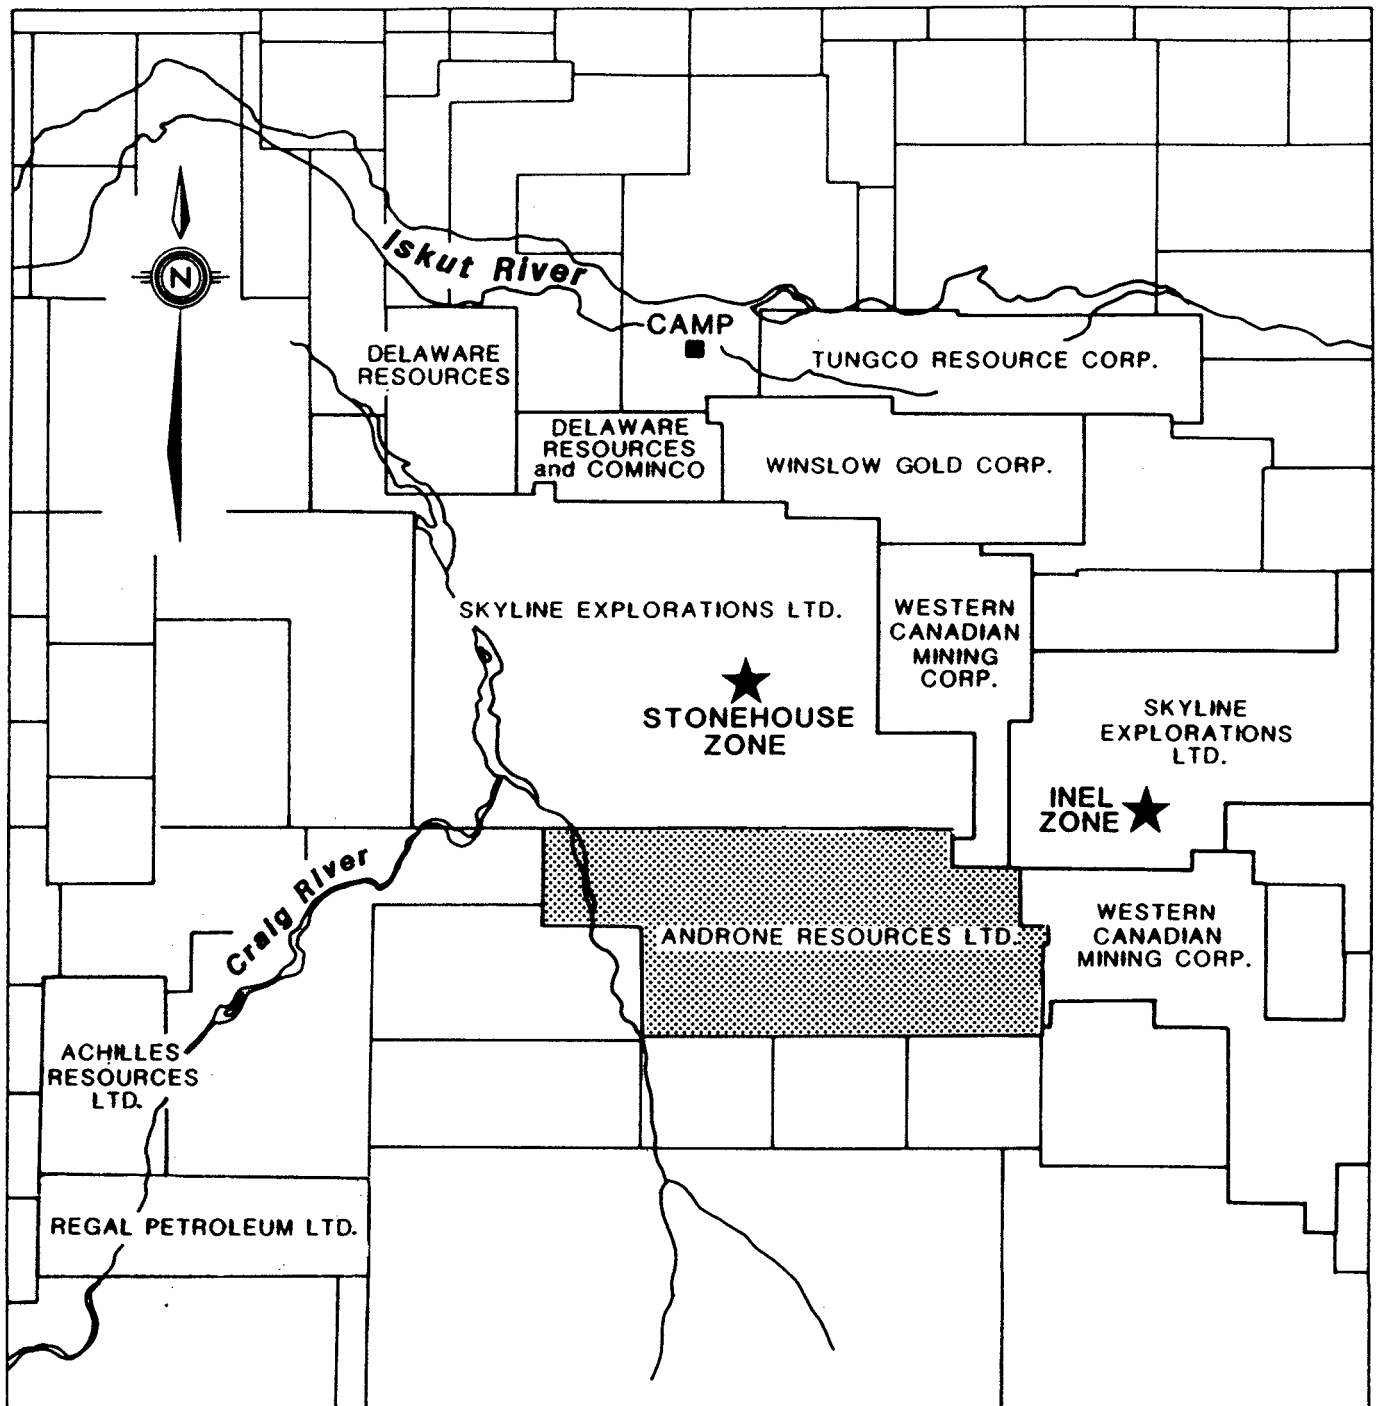 Iskut River
N
CAMP
DELAWARE
RESOURCES
TUNGCO RESOURCE CORP.
DELAWARE
RESOURCES
and COMINCO
WINSLOW GOLD CORP.
SKYLINE EXPLORATIONS LTD.
WESTERN
CANADIAN
MINING
CORP.
STONEHOUSE
ZONE
SKYLINE
EXPLORATIONS
LTD.
INEL
ZONE
Craig River
ANDRONE RESOURCES LTD.
WESTERN
CANADIAN
MINING CORP.
ACHILLES
RESOURCES
LTD.
REGAL PETROLEUM LTD.